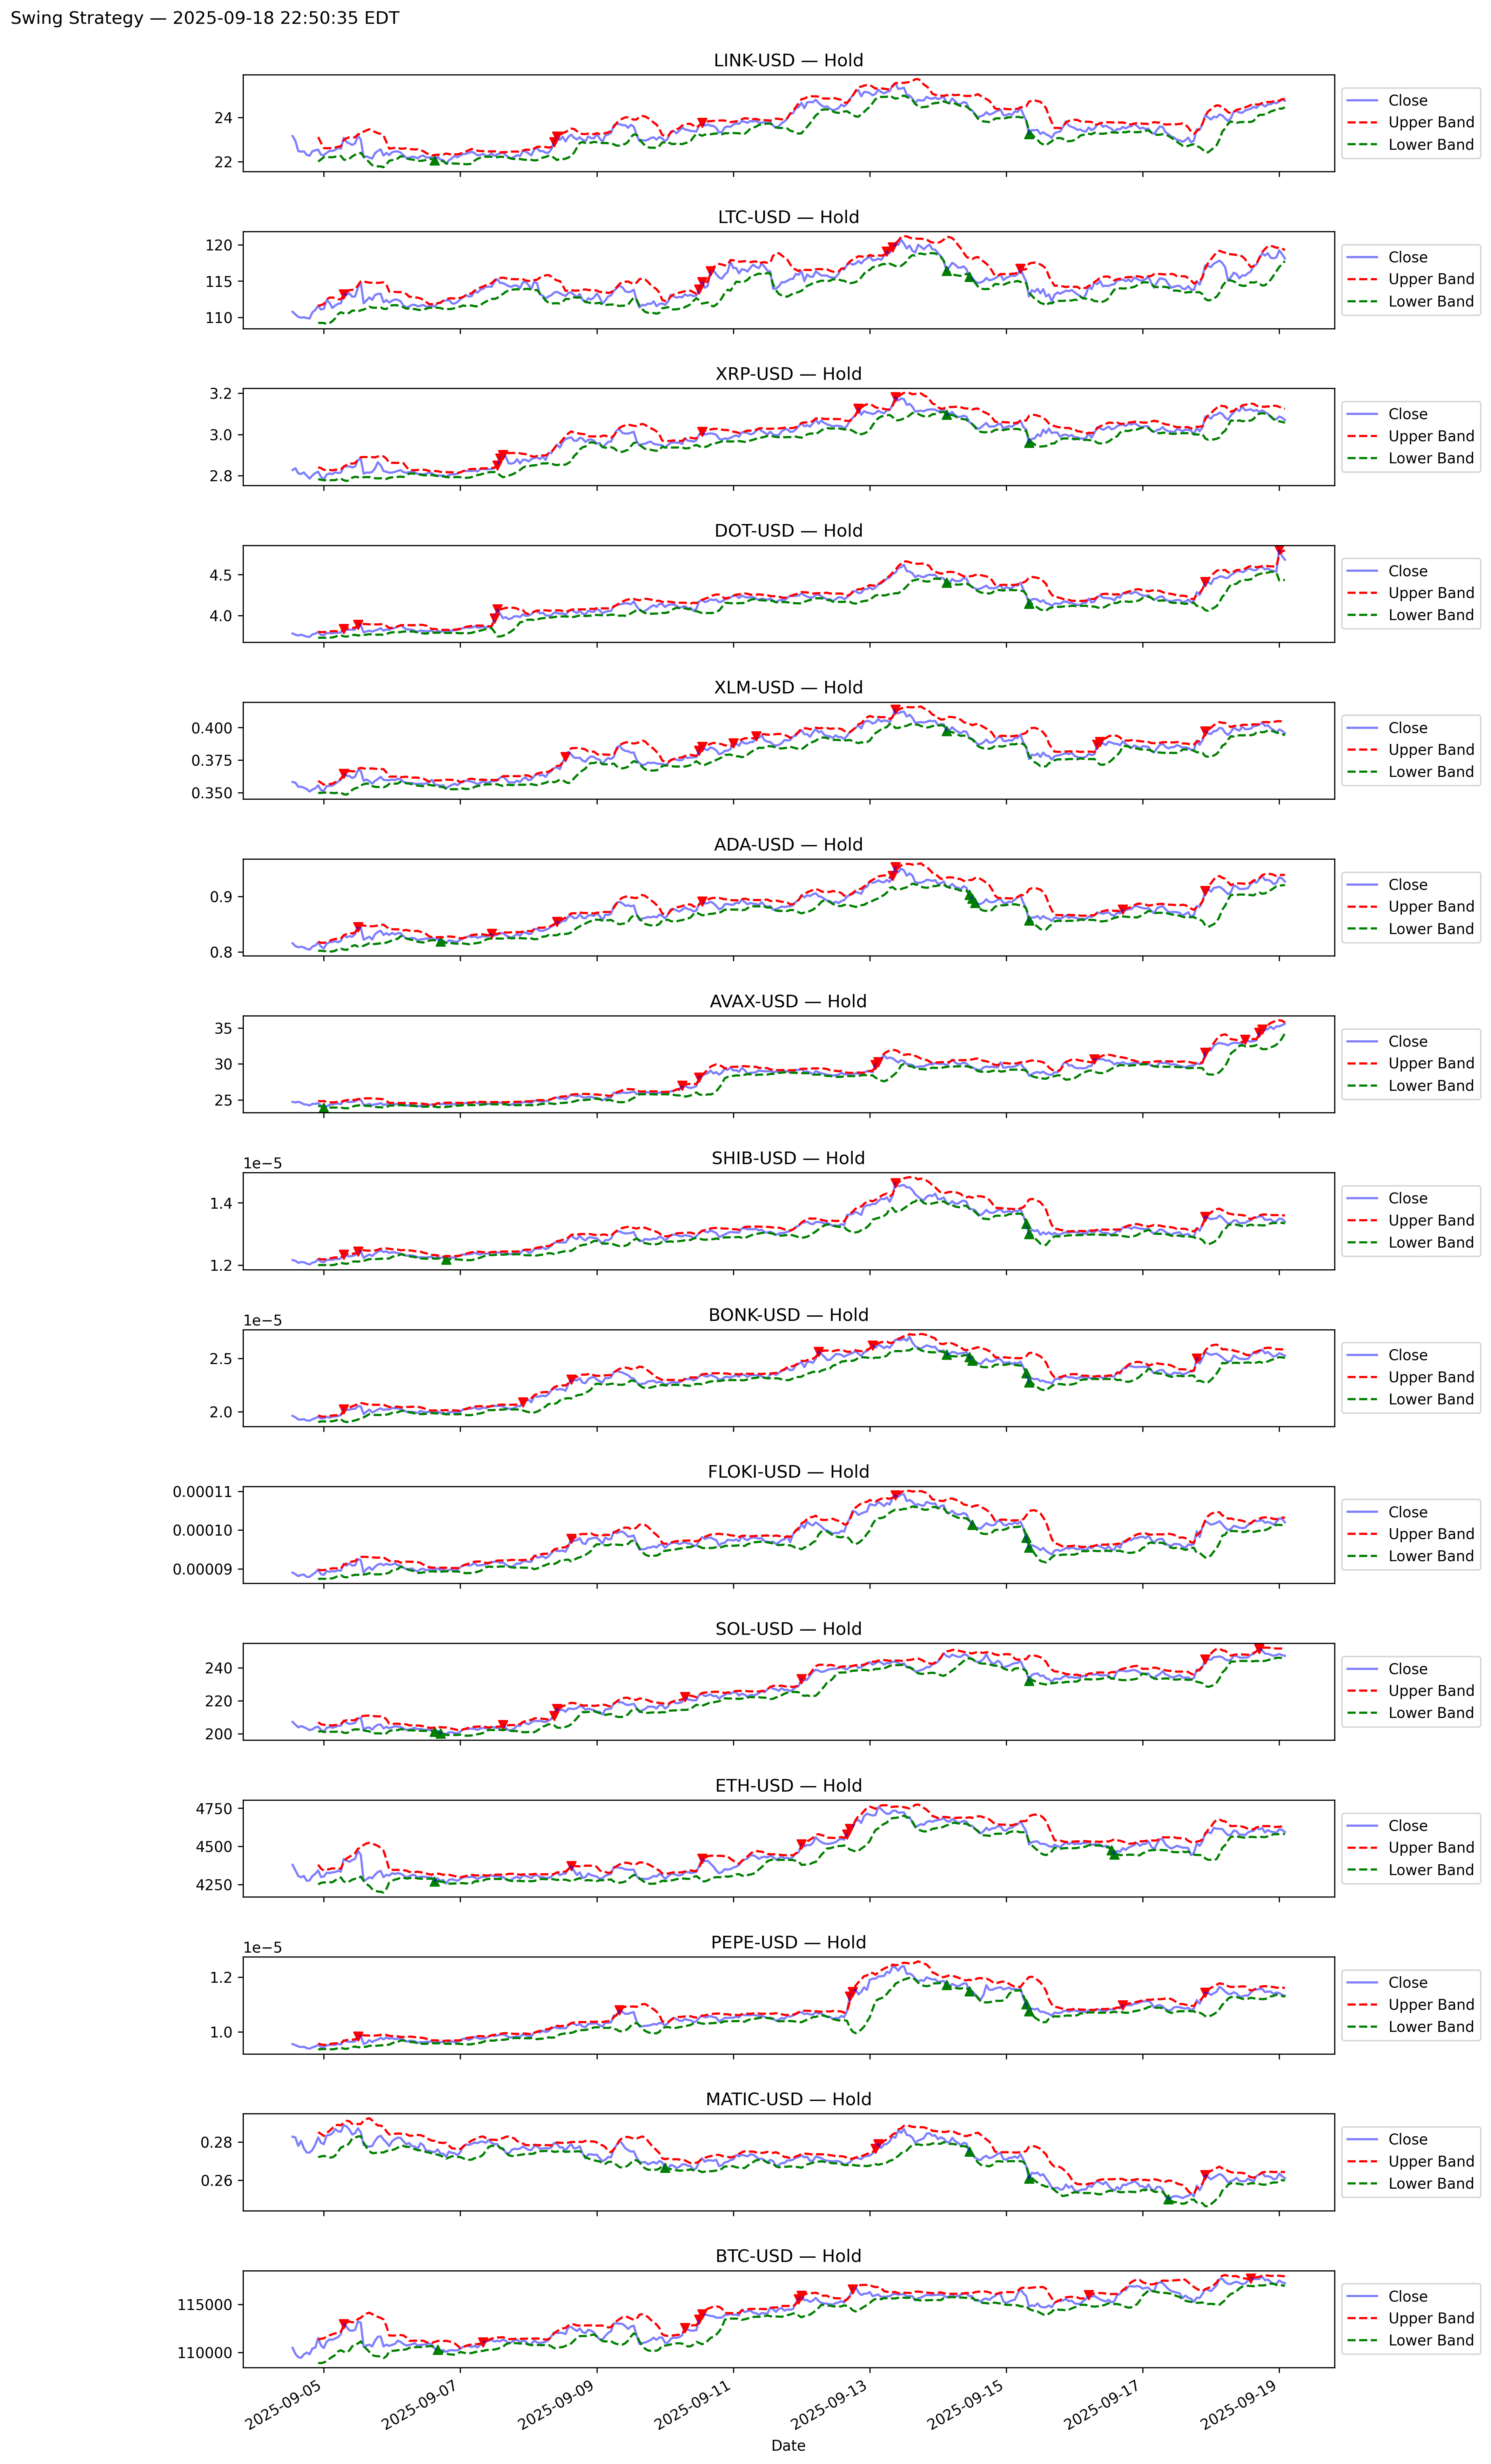 Swing Strategy — 2025-09-18 22:50:35 EDT
LINK-USD — Hold
24
22
Close
Upper Band
Lower Band
LTC-USD — Hold
120
115
110
Close
Upper Band
Lower Band
XRP-USD — Hold
3.2
3.0
2.8
Close
Upper Band
Lower Band
DOT-USD — Hold
4.5
4.0
Close
Upper Band
Lower Band
XLM-USD — Hold
0.400
0.375
0.350
Close
Upper Band
Lower Band
ADA-USD — Hold
0.9
0.8
Close
Upper Band
Lower Band
AVAX-USD — Hold
35
30
25
Close
Upper Band
Lower Band
SHIB-USD — Hold
1e−5
1.4
1.2
Close
Upper Band
Lower Band
BONK-USD — Hold
1e−5
2.5
2.0
Close
Upper Band
Lower Band
FLOKI-USD — Hold
0.00011
0.00010
0.00009
Close
Upper Band
Lower Band
SOL-USD — Hold
240
220
200
Close
Upper Band
Lower Band
ETH-USD — Hold
4750
4500
4250
Close
Upper Band
Lower Band
PEPE-USD — Hold
1e−5
1.2
1.0
Close
Upper Band
Lower Band
MATIC-USD — Hold
0.28
0.26
Close
Upper Band
Lower Band
BTC-USD — Hold
115000
110000
Close
Upper Band
Lower Band
2025-09-05
2025-09-07
2025-09-09
2025-09-11
2025-09-13
2025-09-15
2025-09-17
2025-09-19
Date